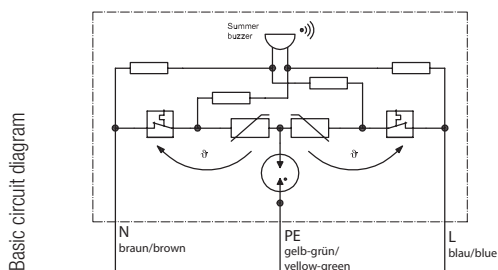 Basic circuit diagram
Summer
buzzer
ϑ
ϑ
N
braun/brown
PE
gelb-grün/
yellow-green
L
blau/blue